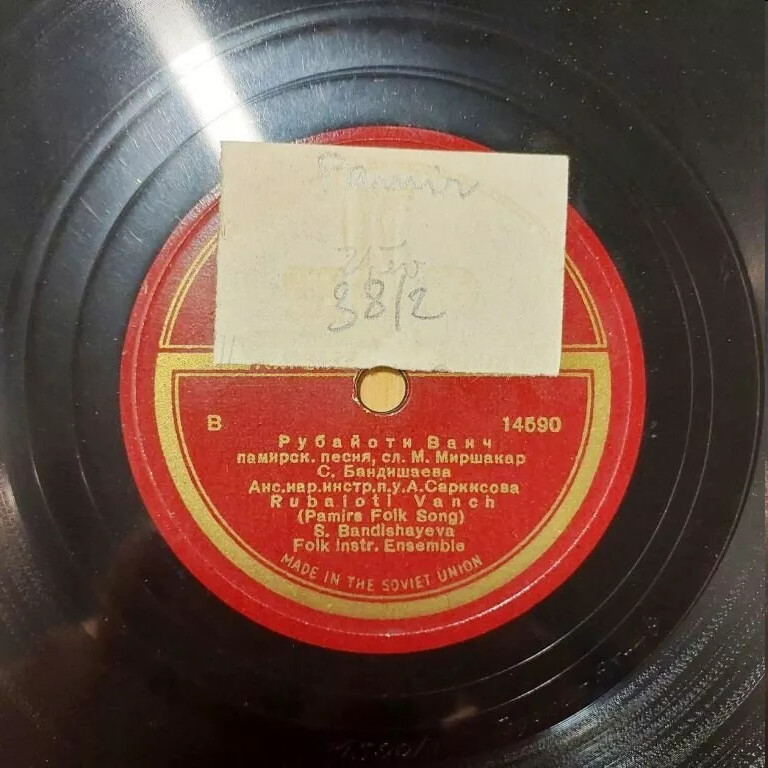 Pamir
38/2
В 14590
Рубайоти Ванч
памирск. песня, сл. М. Миршакар
С. Бандишаева
Анс.нар.инстр.п.у.А.Саркисова
Rubaioti Vanch
(Pamirs Folk Song)
S. Bandishayeva
Folk Instr. Ensemble
MADE IN THE SOVIET UNION